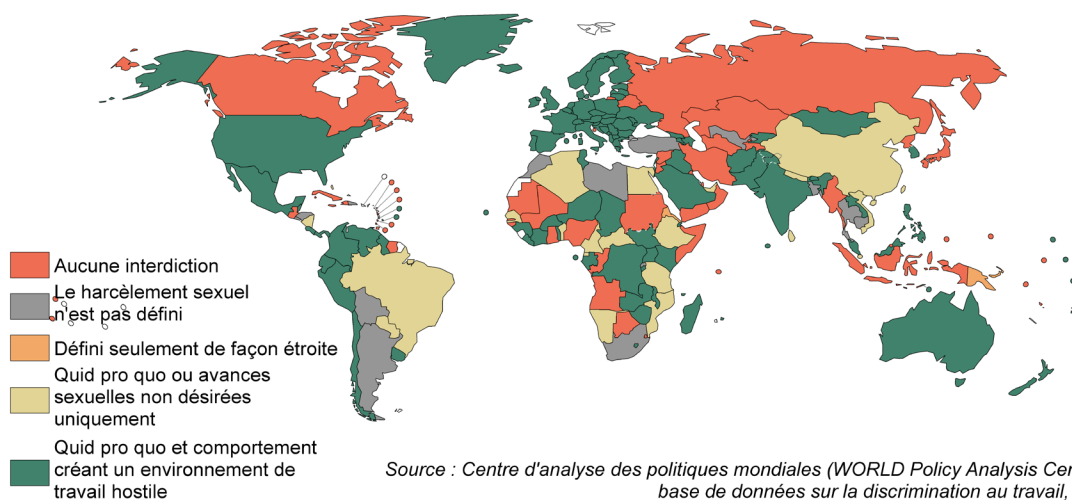 Aucune interdiction
Le harcèlement sexuel
n'est pas défini
Défini seulement de façon étroite
Quid pro quo ou avances
sexuelles non désirées
uniquement
Quid pro quo et comportement
créant un environnement de
travail hostile
Source : Centre d'analyse des politiques mondiales (WORLD Policy Analysis Cen
base de données sur la discrimination au travail,